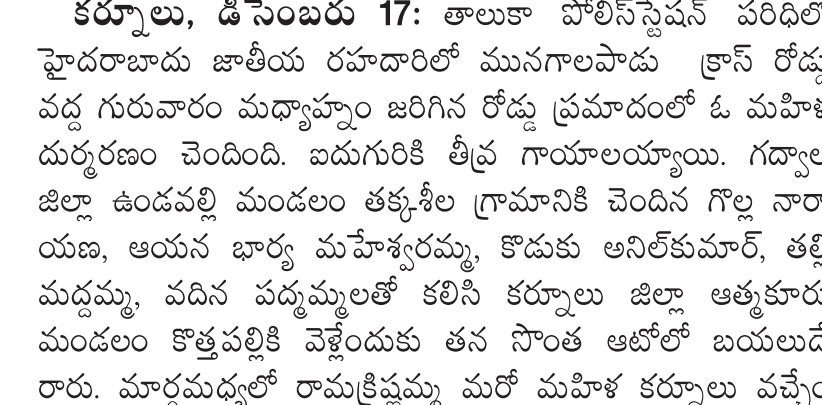 కర్నూలు, డిసెంబరు 17: తాలుకా పోలిస్‌స్టేషన్ పరిధిలో
హైదరాబాదు జాతీయ రహదారిలో మునగాలపాడు క్రాస్ రోడ్డు
వద్ద గురువారం మధ్యాహ్నం జరిగిన రోడ్డు ప్రమాదంలో ఓ మహిళ
దుర్మరణం చెందింది. ఐదుగురికి తీవ్ర గాయాలయ్యాయి. గద్వాల
జిల్లా ఉండవల్లి మండలం తక్కశీల గ్రామానికి చెందిన గొల్ల నారా
యణ, ఆయన భార్య మహేశ్వరమ్మ, కొడుకు అనిల్‌కుమార్, తల్లి
మద్దమ్మ, వదిన పద్మమ్మలతో కలిసి కర్నూలు జిల్లా ఆత్మకూరు
మండలం కొత్తపల్లికి వెళ్లేందుకు తన సొంత ఆటోలో బయలుదే
రారు. మార్గమధ్యలో రామక్రిష్ణమ్మ మరో మహిళ కర్నూలు వచ్చేం